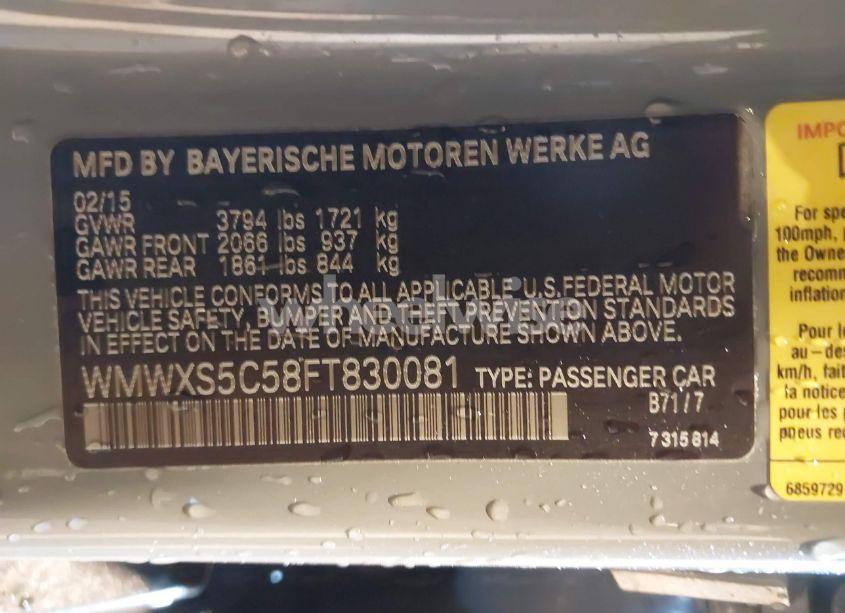 MFD BY BAYERISCHE MOTOREN WERKE AG
02/15
GVWR 3794 lbs 1721 kg
GAWR FRONT 2066 lbs 937 kg
GAWR REAR 1861 lbs 844 kg
THIS VEHICLE CONFORMS TO ALL APPLICABLE U.S. FEDERAL MOTOR
VEHICLE SAFETY, BUMPER AND THEFT PREVENTION STANDARDS
IN EFFECT ON THE DATE OF MANUFACTURE SHOWN ABOVE.
WMWXS5C58FT830081 TYPE: PASSENGER CAR
B71/7
7 315 814
For spe
100mph,
the Owne
recomm
inflation
Pour le
au-des
km/h, fait
la notice
pour les
pneus
6859729